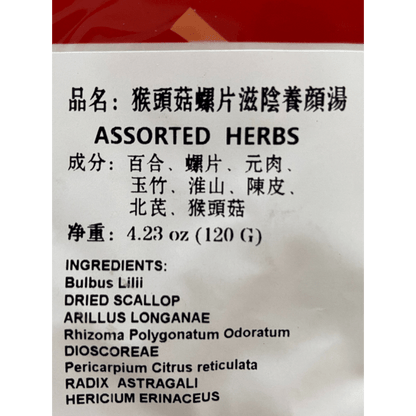 品名：猴頭菇螺片滋陰養顔湯
ASSORTED HERBS
成分：百合、螺片、元肉、
玉竹、淮山、陳皮、
北芪、猴頭菇
净重：4.23 oz (120 G)
INGREDIENTS:
Bulbus Lilii
DRIED SCALLOP
ARILLUS LONGANAE
Rhizoma Polygonatum Odoratum
DIOSCOREAE
Pericarpium Citrus reticulata
RADIX ASTRAGALI
HERICIUM ERINACEUS